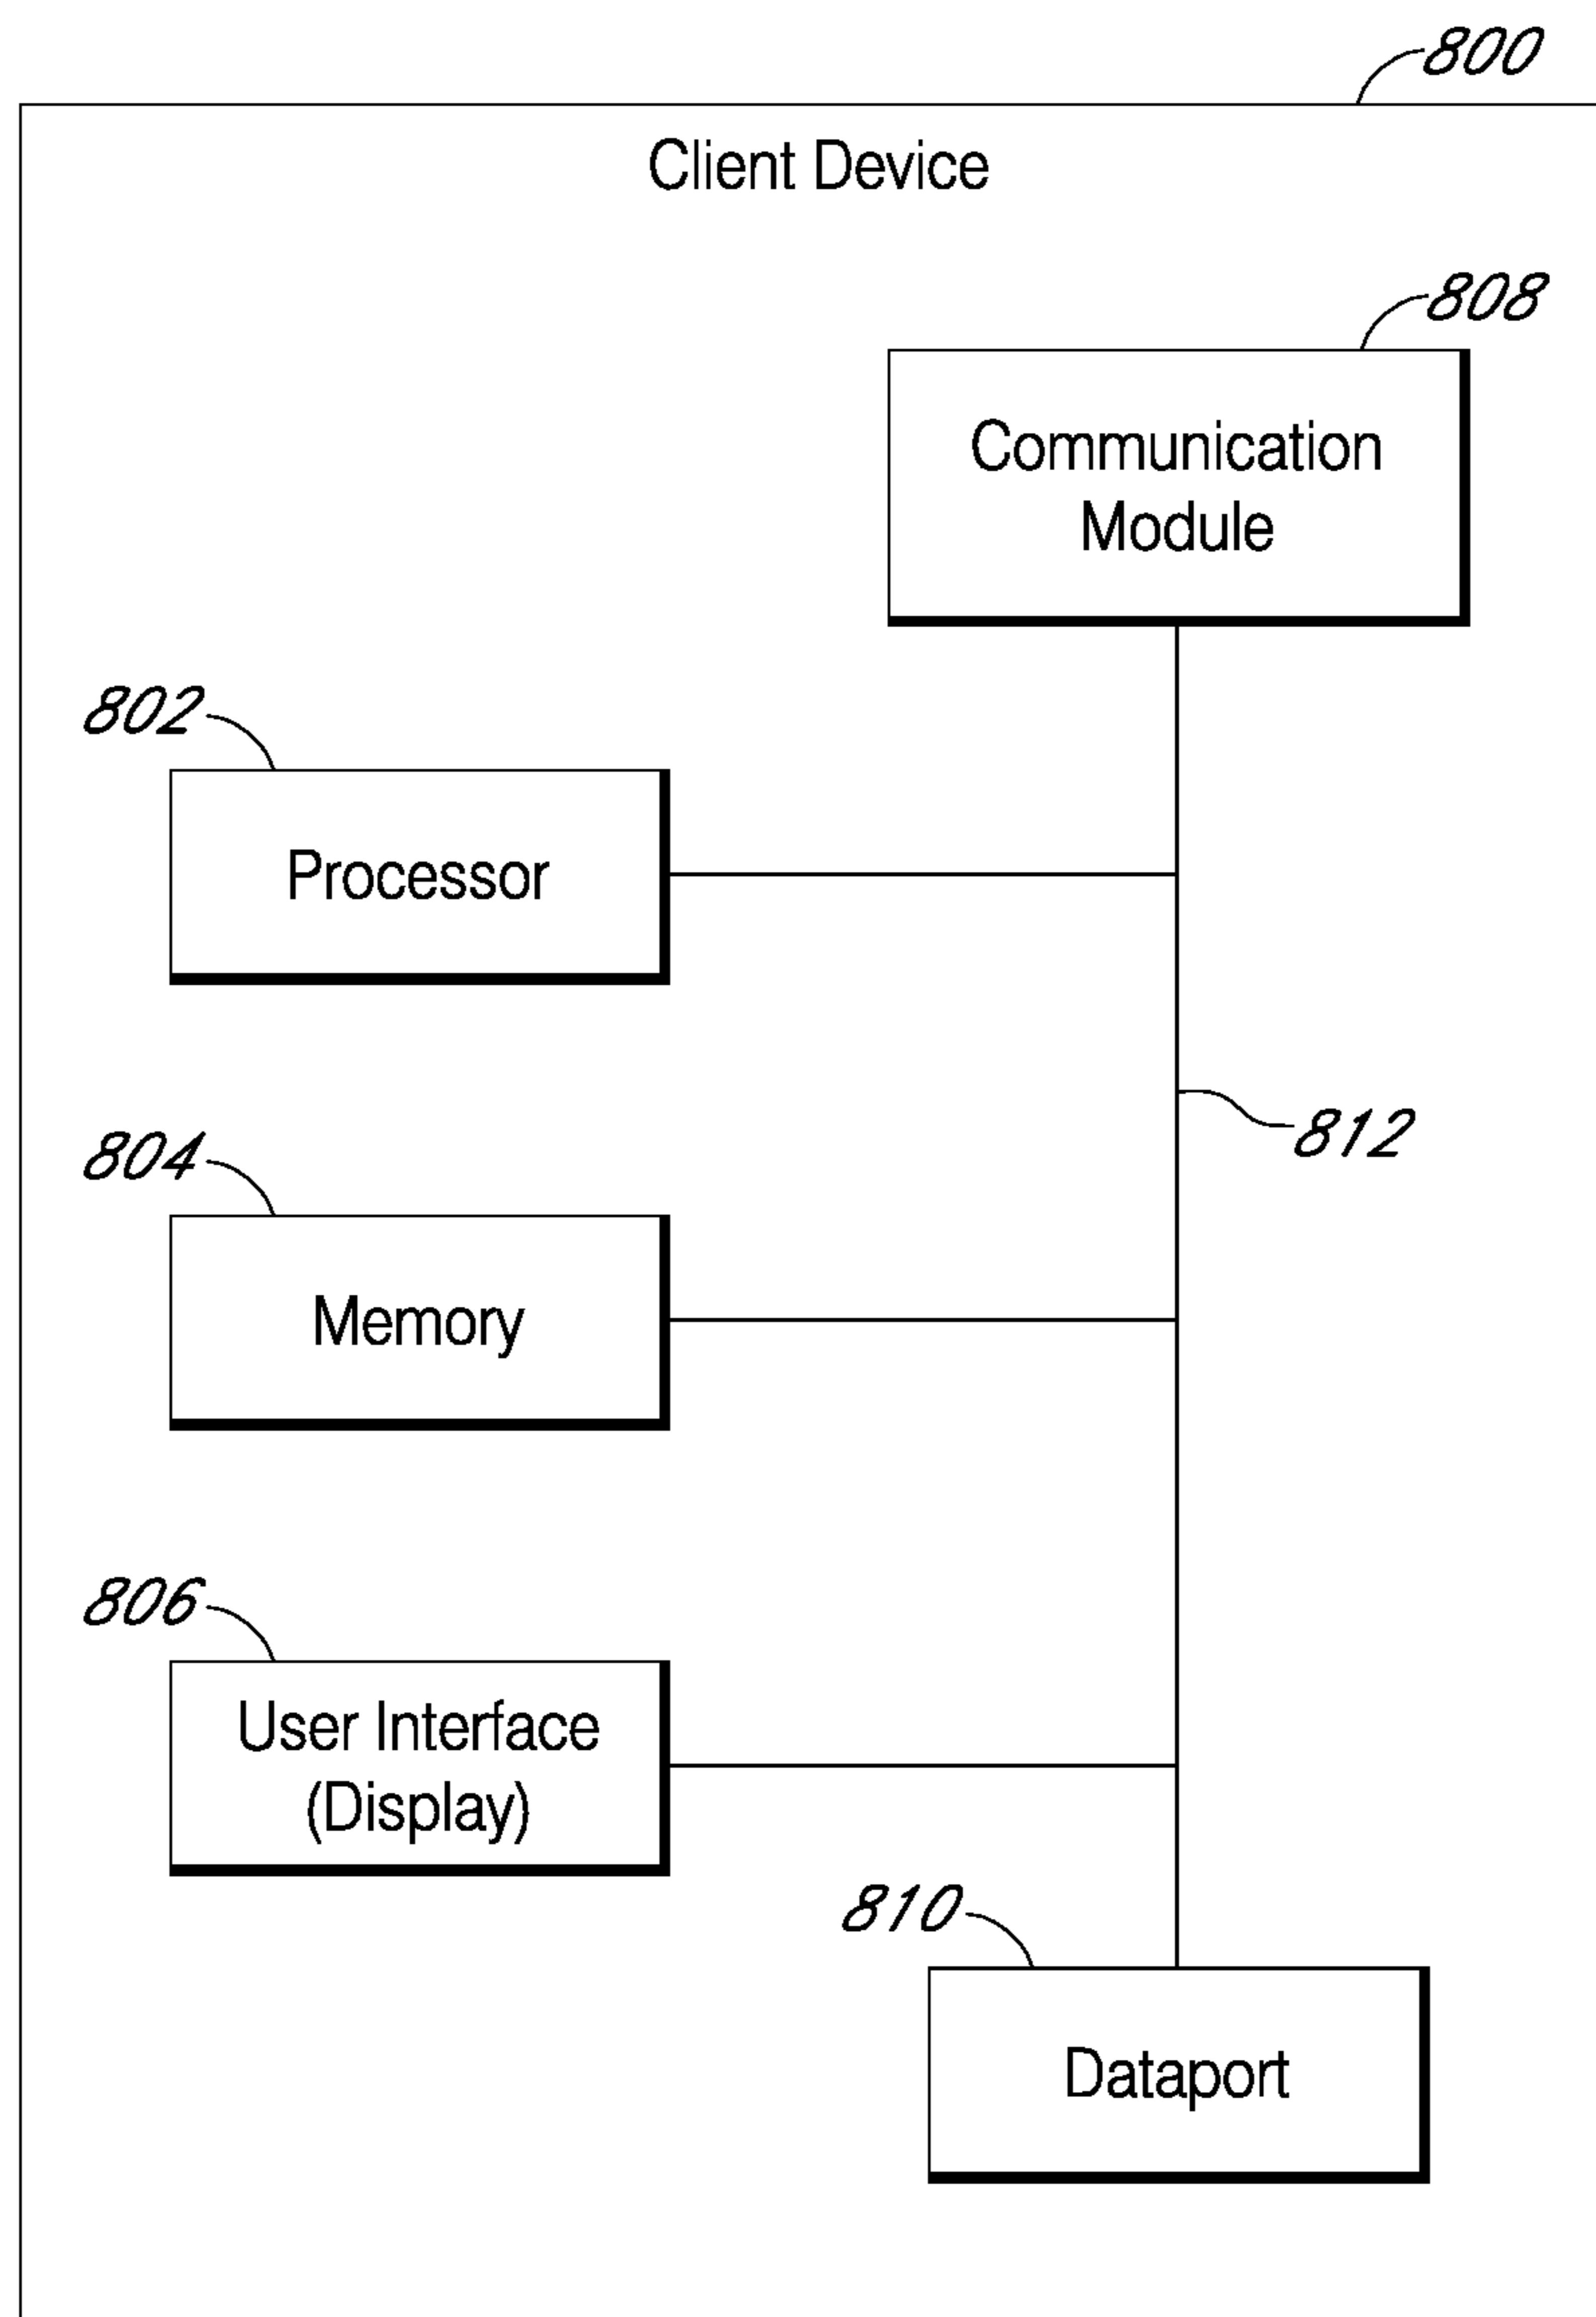 800
Client Device
808
Communication
Module
802
Processor
812
804
Memory
806
User Interface
(Display)
810
Dataport